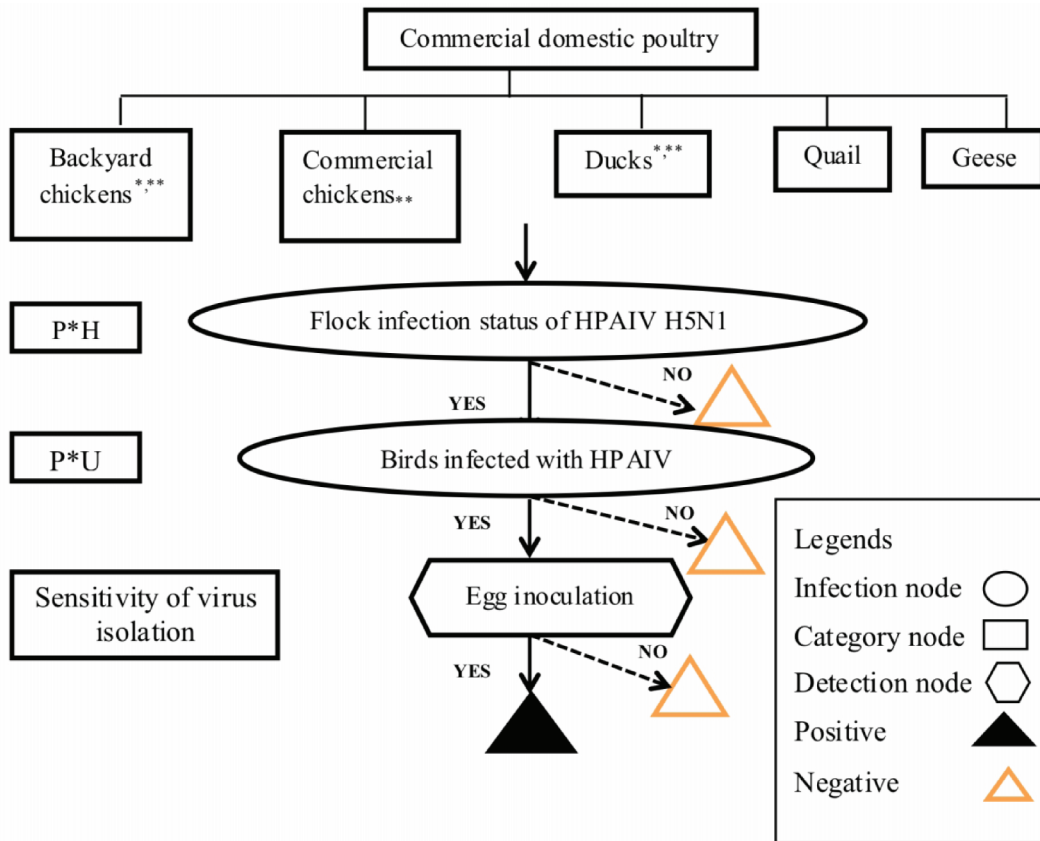 Commercial domestic poultry
Backyard
chickens*,**
Commercial
chickens**
Ducks*,**
Quail
Geese
P*H
Flock infection status of HPAIV H5N1
NO
YES
P*U
Birds infected with HPAIV
YES
NO
Sensitivity of virus
isolation
Egg inoculation
YES
NO
Legends
Infection node
Category node
Detection node
Positive
Negative